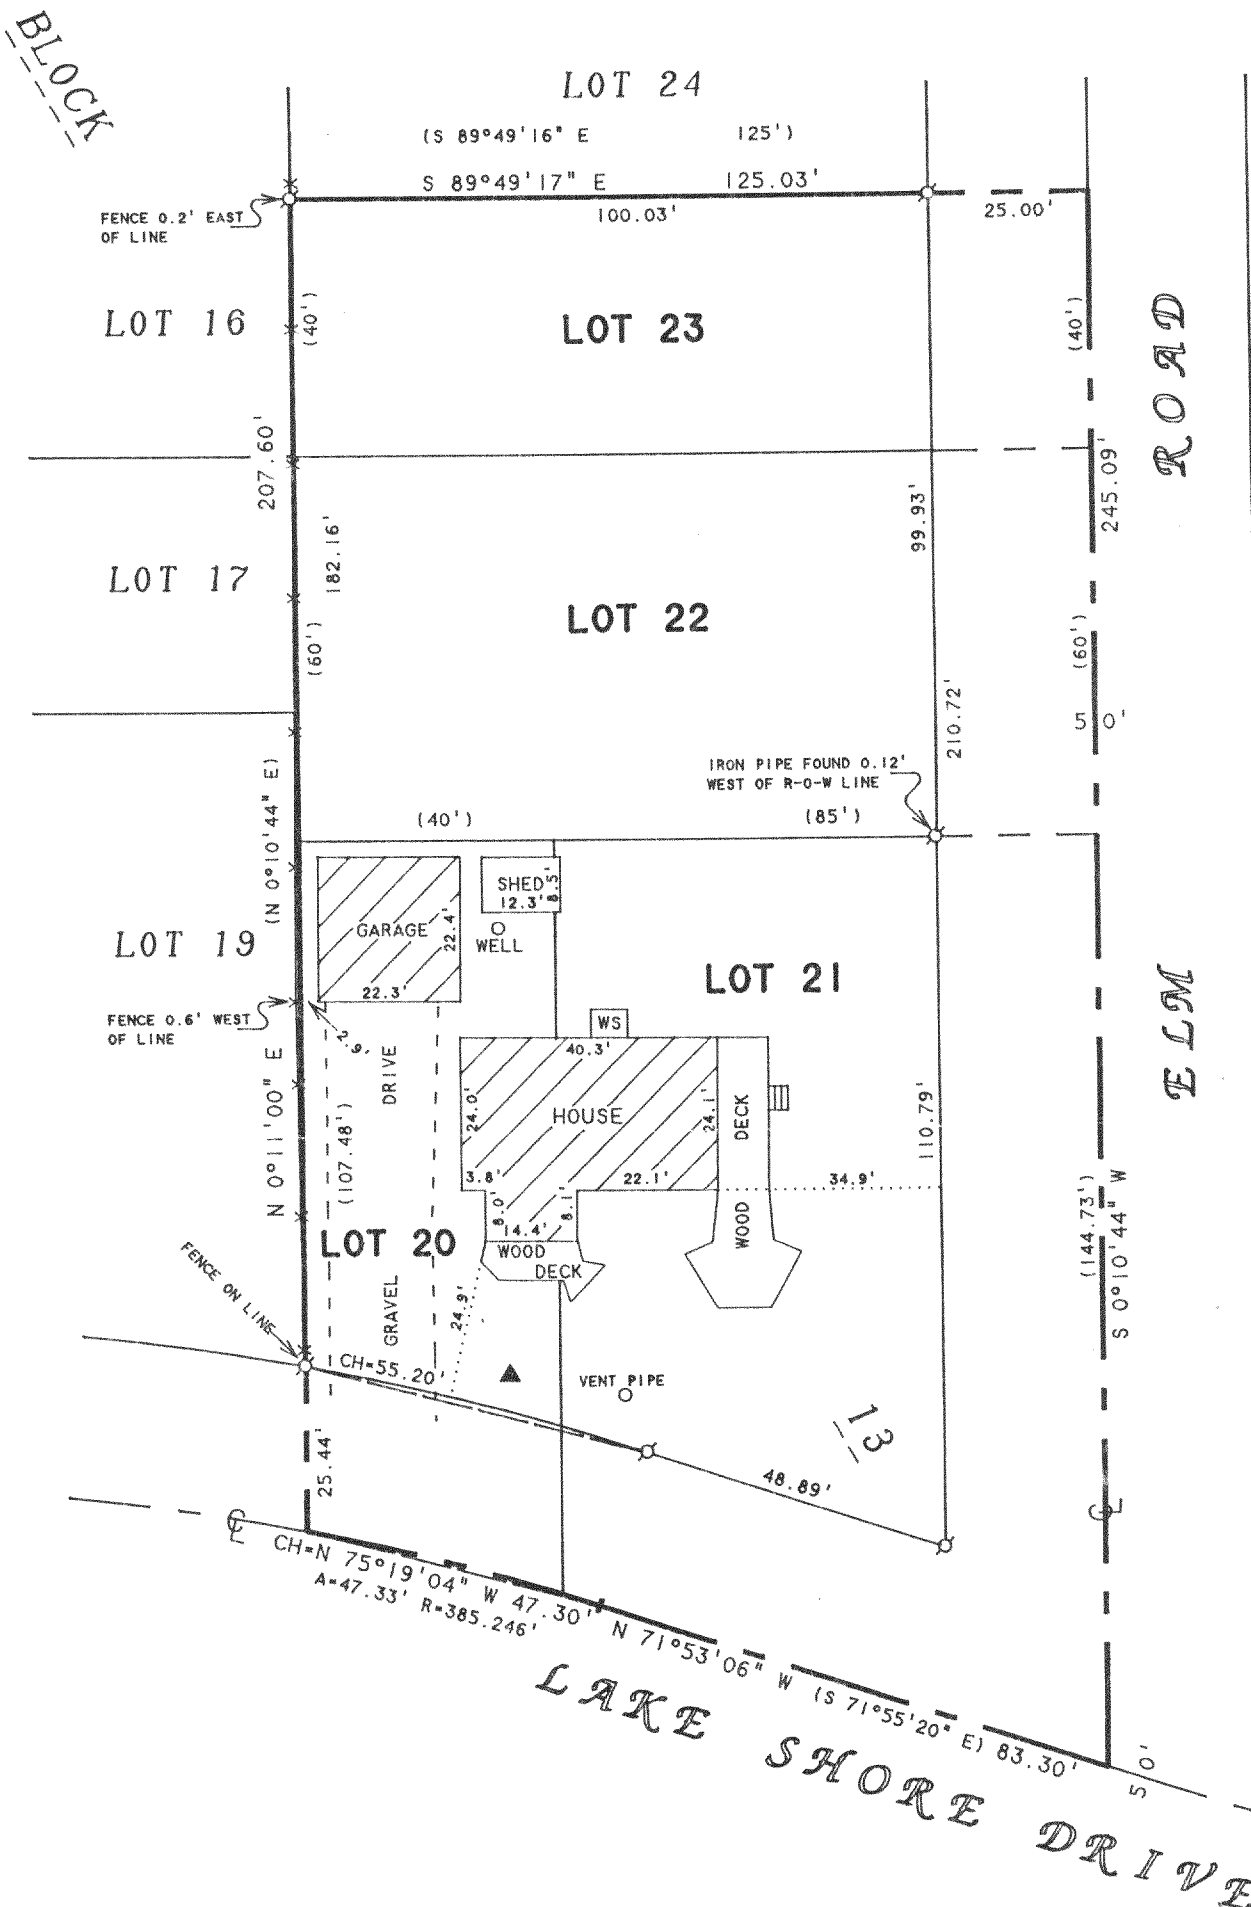 BLOCK
LOT 24
(S 89°49'16" E 125')
S 89°49'17" E 125.03'
100.03'
25.00'
FENCE 0.2' EAST
OF LINE
LOT 16
(40')
LOT 23
(40')
ROAD
207.60'
245.09'
99.93'
182.16'
LOT 17
LOT 22
(60')
(60')
50'
210.72'
IRON PIPE FOUND 0.12'
WEST OF R-O-W LINE
(N 0°10'44" E)
(40')
(85')
SHED
12.3'
8.5'
GARAGE
22.4'
22.3'
WELL
LOT 19
LOT 21
ELM
FENCE 0.6' WEST
OF LINE
2.9'
WS
40.3'
DRIVE
N 0°11'00" E
24.0'
HOUSE
24.1'
DECK
110.79'
(107.48')
3.8'
22.1'
34.9'
8.0'
8.1'
14.4'
WOOD
LOT 20
WOOD
DECK
(144.73')
S 0°10'44" W
FENCE ON LINE
GRAVEL
24.9'
CH=55.20'
VENT PIPE
13
25.44'
48.89'
CL
CL
CH=N 75°19'04" W 47.30'
A=47.33' R=385.246'
N 71°53'06" W (S 71°55'20" E) 83.30'
50'
LAKE SHORE DRIVE